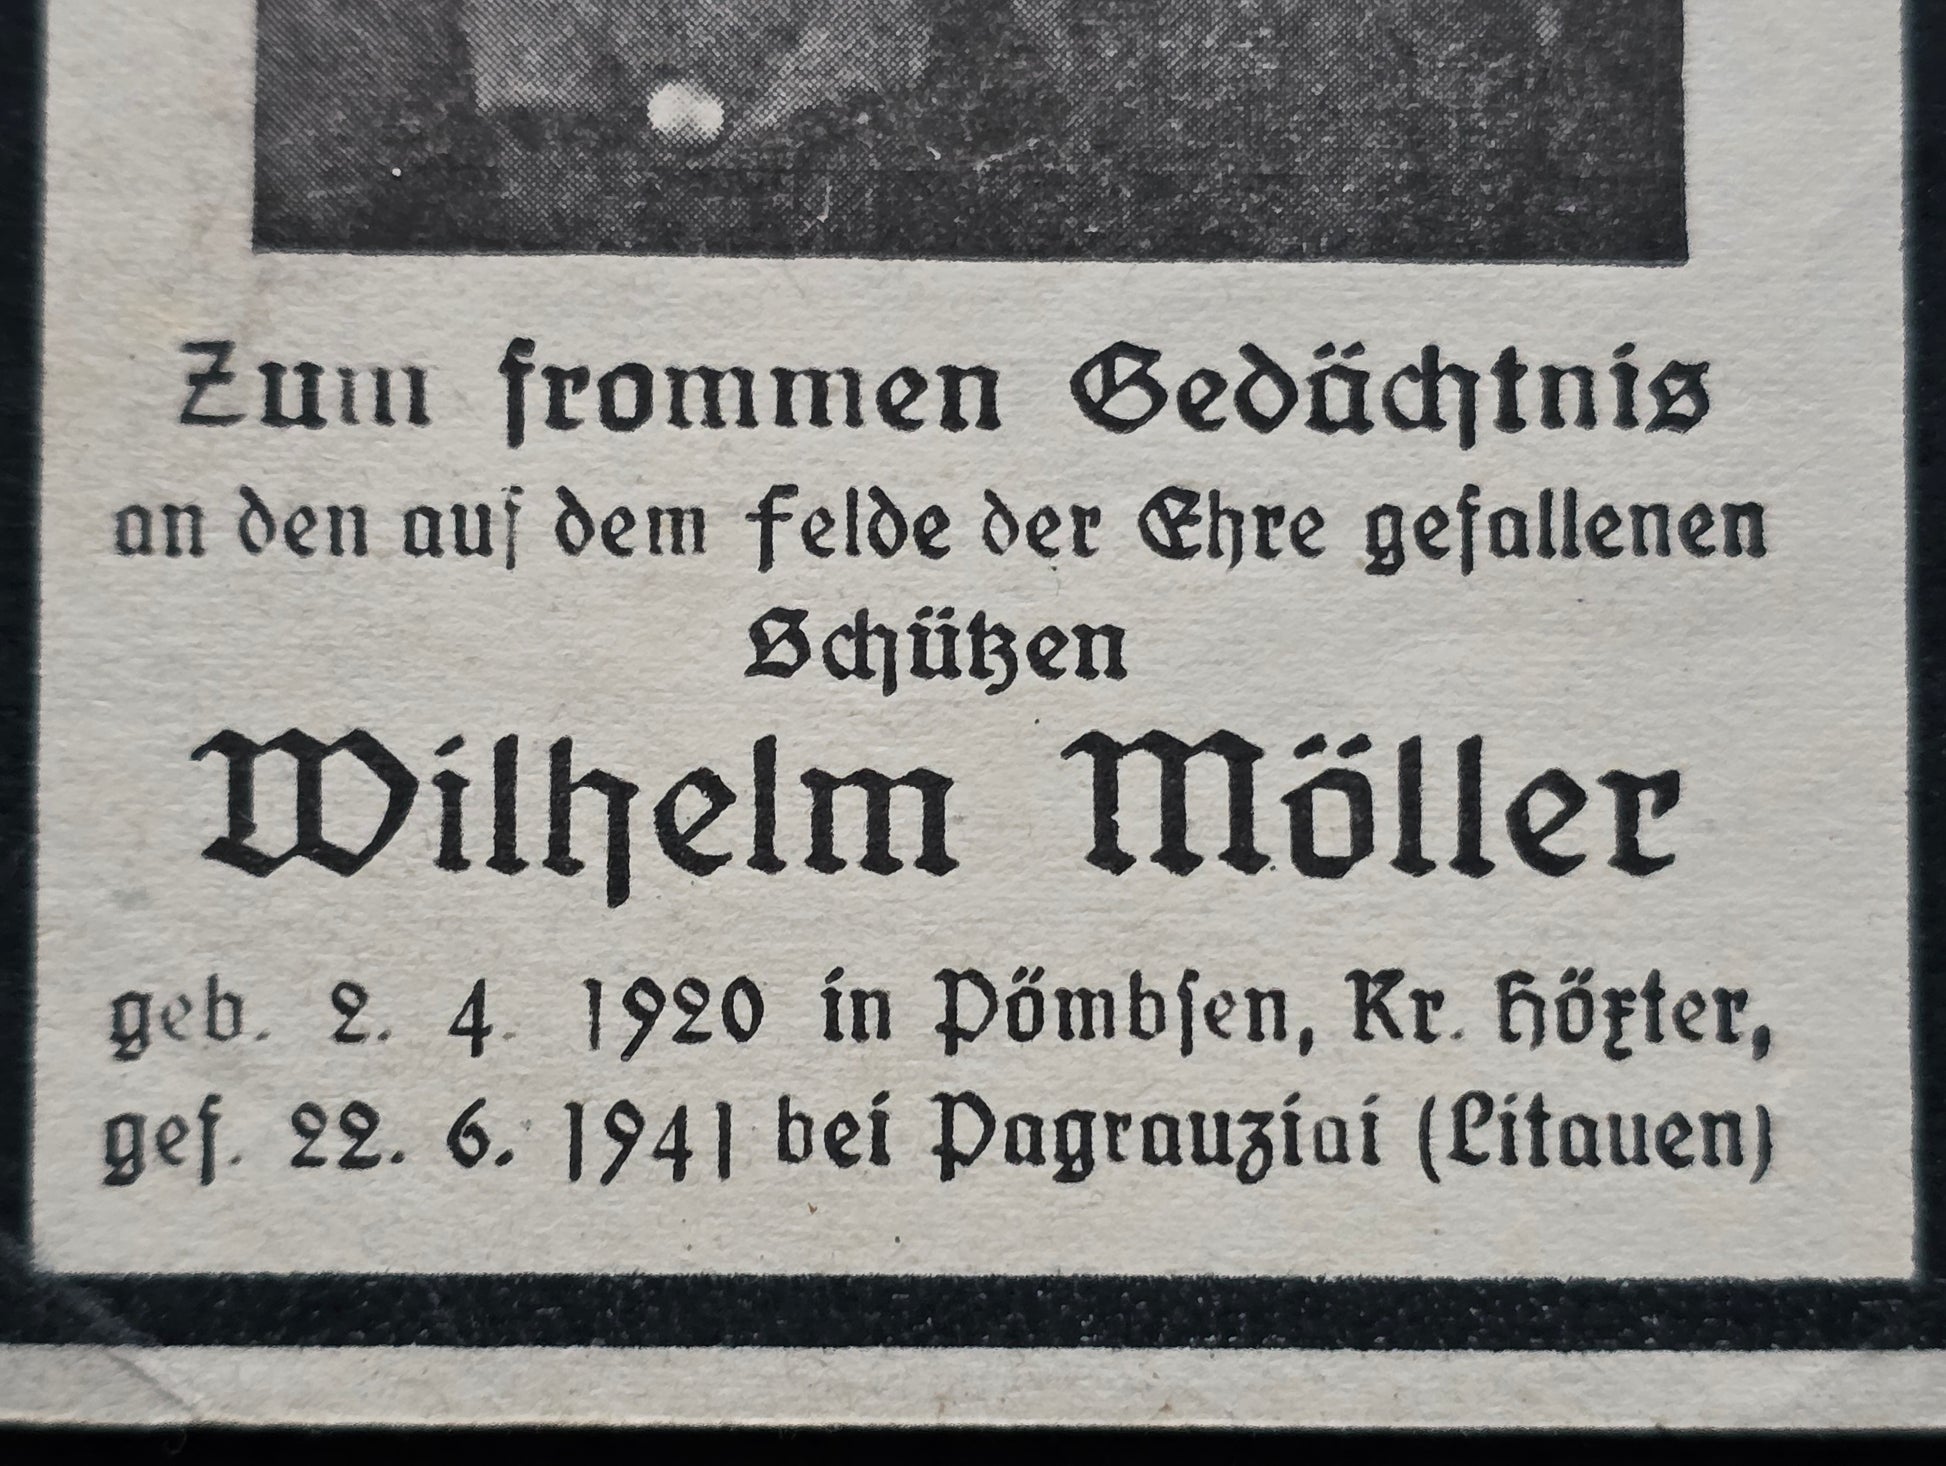 Zum frommen Gedächtnis
an den auf dem Felde der Ehre gefallenen
Schützen
Wilhelm Möller
geb. 2. 4. 1920 in Pömbsen, Kr. Höxter,
gef. 22. 6. 1941 bei Pagrauziai (Litauen)